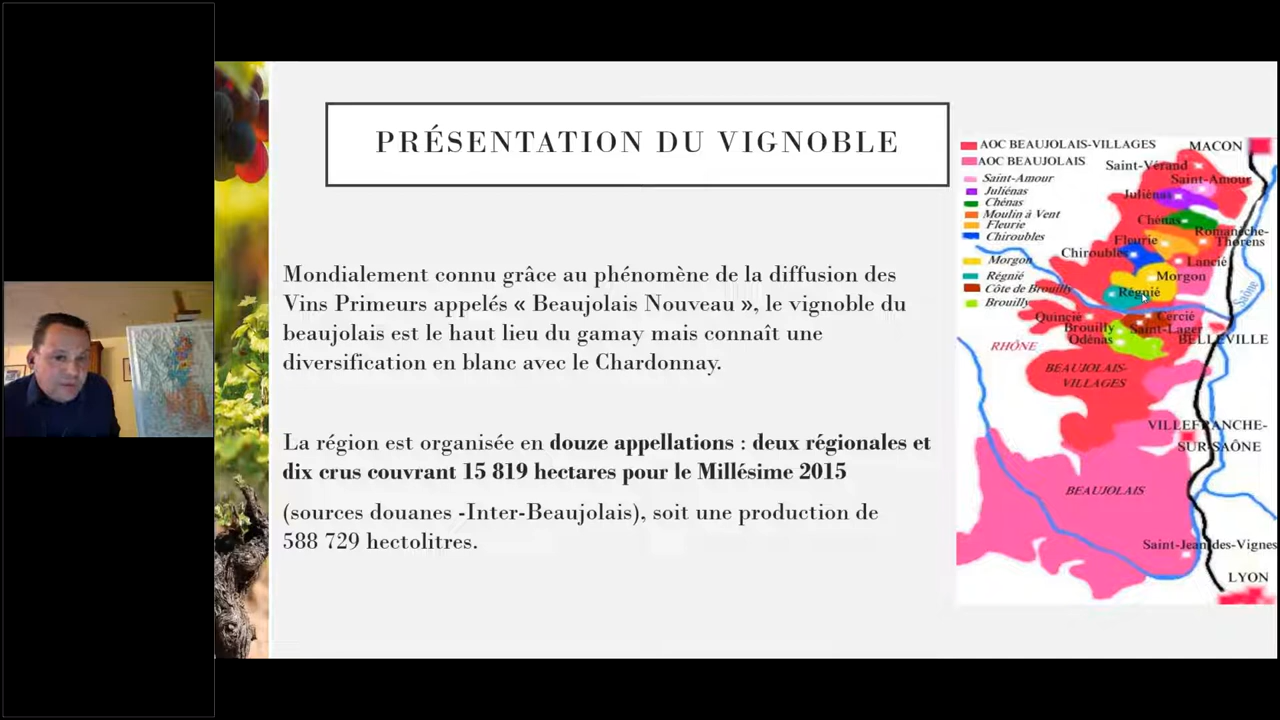 PRÉSENTATION DU VIGNOBLE
Mondialement connu grâce au phénomène de la diffusion des
Vins Primeurs appelés « Beaujolais Nouveau », le vignoble du
beaujolais est le haut lieu du gamay mais connaît une
diversification en blanc avec le Chardonnay.
La région est organisée en douze appellations : deux régionales et
dix crus couvrant 15 819 hectares pour le Millésime 2015
(sources douanes -Inter-Beaujolais), soit une production de
588 729 hectolitres.
AOC BEAUJOLAIS-VILLAGES
AOC BEAUJOLAIS
Saint-Amour
Juliénas
Chénas
Moulin à Vent
Fleurie
Chiroubles
Morgon
Régnié
Côte de Brouilly
Brouilly
MACON
Saint-Vérand
Saint-Amour
Juliénas
Chénas
Romanèche-
Thorens
Fleurie
Chiroubles
Lancié
Morgon
Régnié
Saône
Quincié
Cercié
Brouilly
Saint-Lager
Odenas
BELLEVILLE
RHÔNE
BEAUJOLAIS-
VILLAGES
VILLEFRANCHE-
SUR-SAÔNE
BEAUJOLAIS
Saint-Jean-des-Vignes
LYON